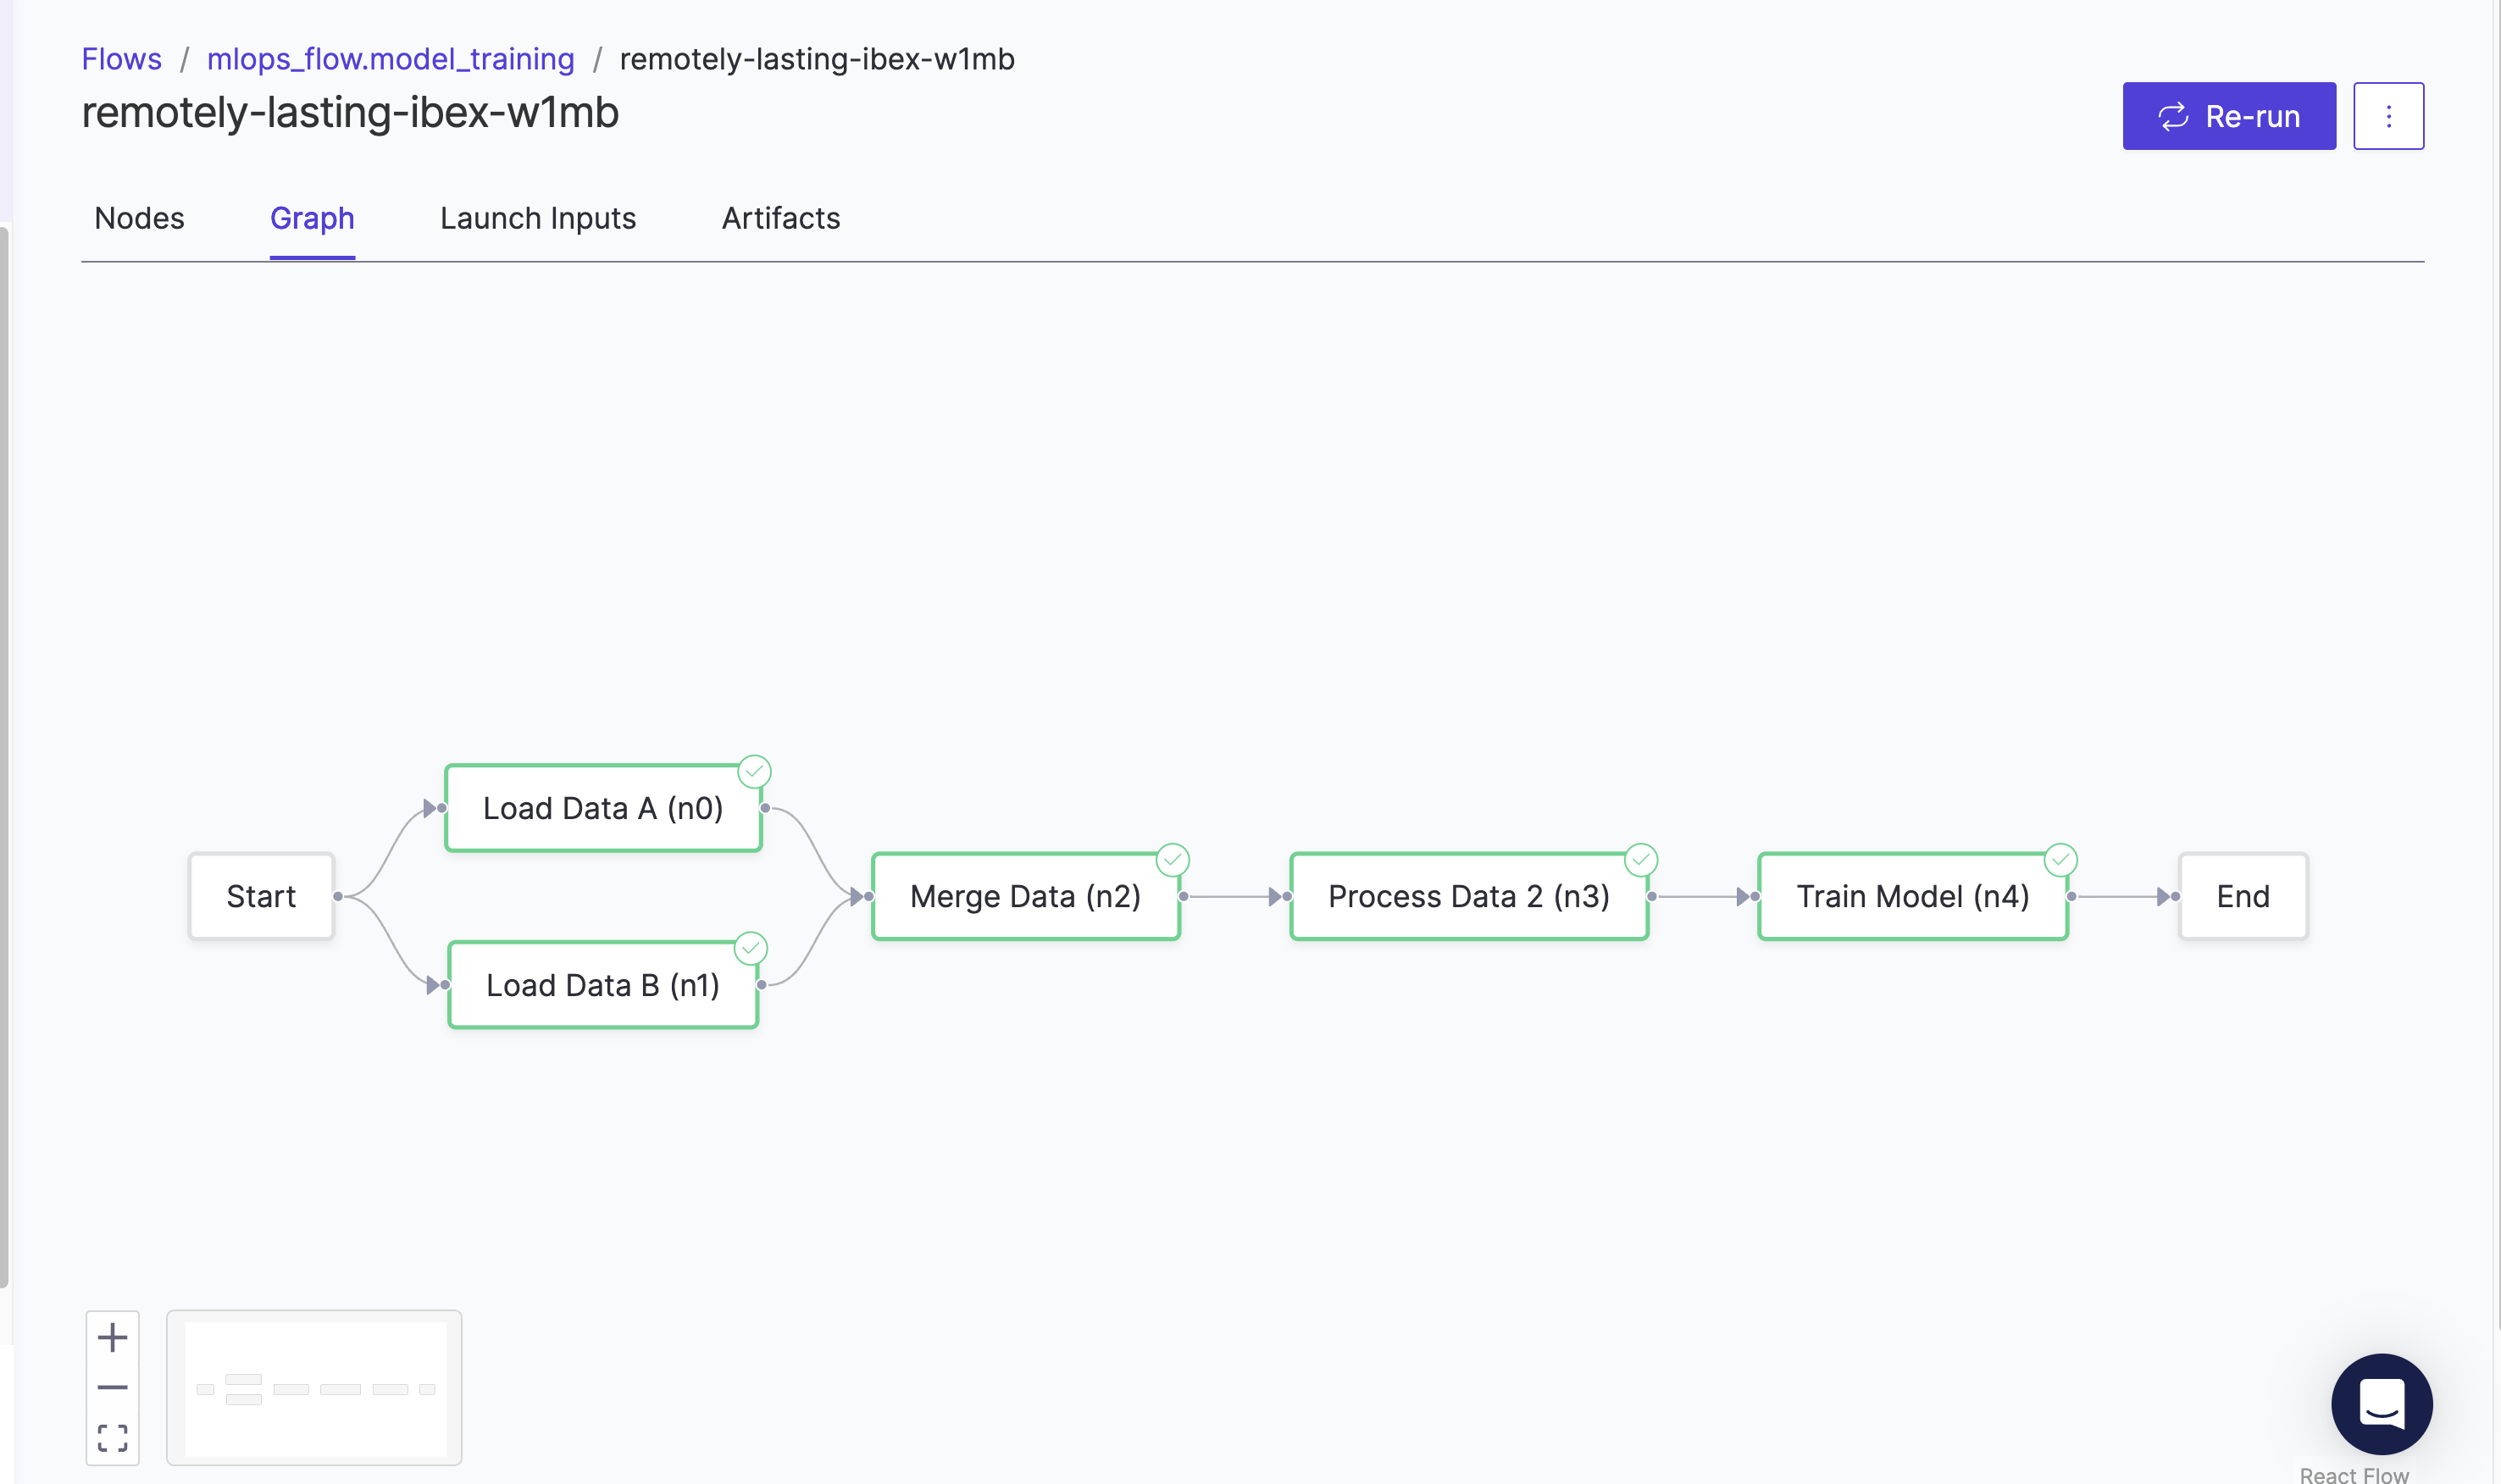 Flows / mlops_flow.model_training / remotely-lasting-ibex-w1mb
remotely-lasting-ibex-w1mb
Re-run
Nodes Graph Launch Inputs Artifacts
Load Data A (n0)
Start
Merge Data (n2)
Process Data 2 (n3)
Train Model (n4)
End
Load Data B (n1)
React Flow